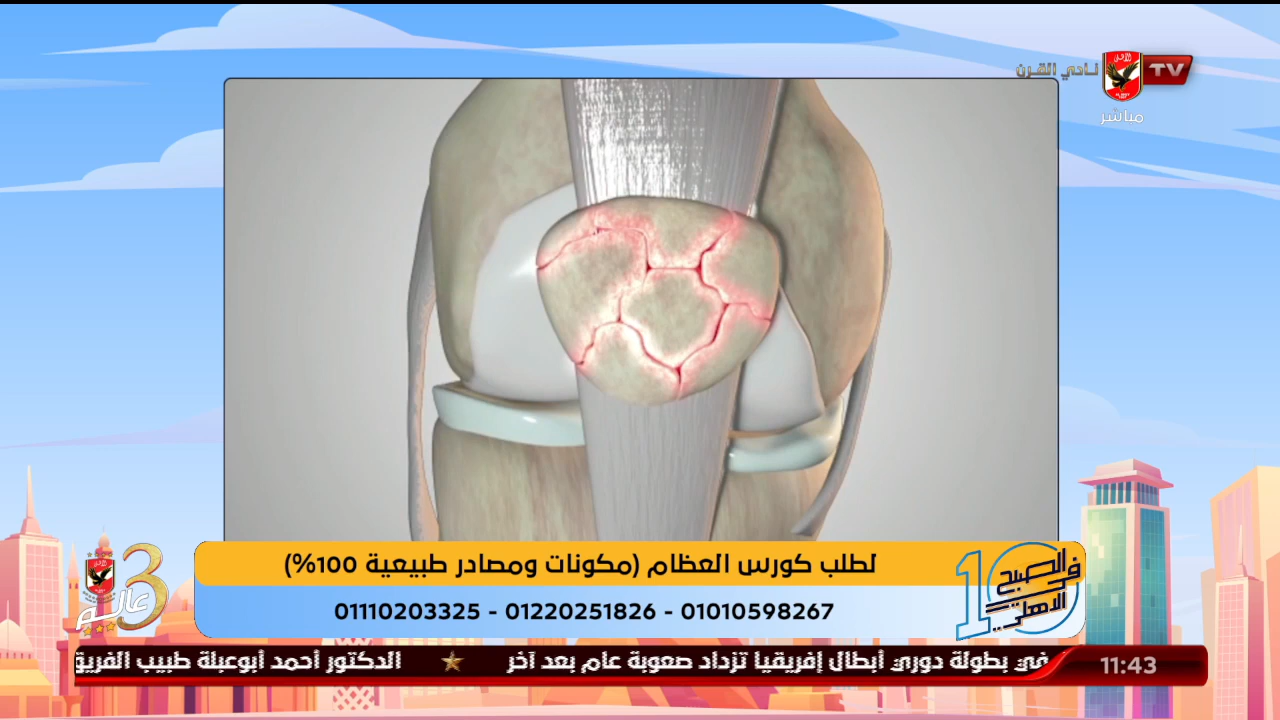 نادي القرن
TV
مباشر
لطلب كورس العظام (مكونات ومصادر طبيعية 100%)
01110203325 - 01220251826 - 01010598267
10 الصبح في الأهلي
3 عالم
في بطولة دوري أبطال إفريقيا تزداد صعوبة عام بعد آخر ★ الدكتور أحمد أبوعبلة طبيب الفريق
11:43